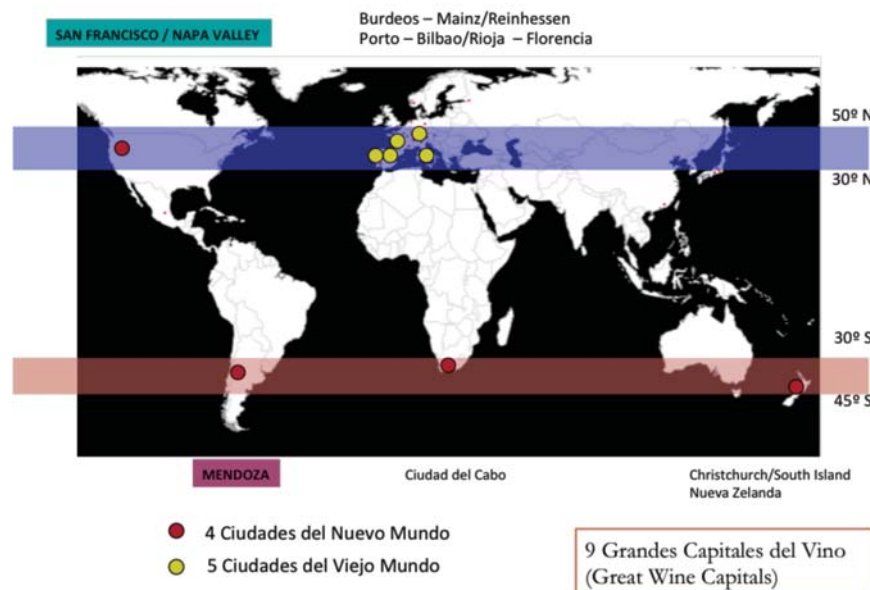 SAN FRANCISCO / NAPA VALLEY
Burdeos – Mainz/Reinhessen
Porto – Bilbao/Rioja – Florencia
50º N
30º N
30º S
45º S
MENDOZA
Ciudad del Cabo
Christchurch/South Island
Nueva Zelanda
4 Ciudades del Nuevo Mundo
5 Ciudades del Viejo Mundo
9 Grandes Capitales del Vino
(Great Wine Capitals)